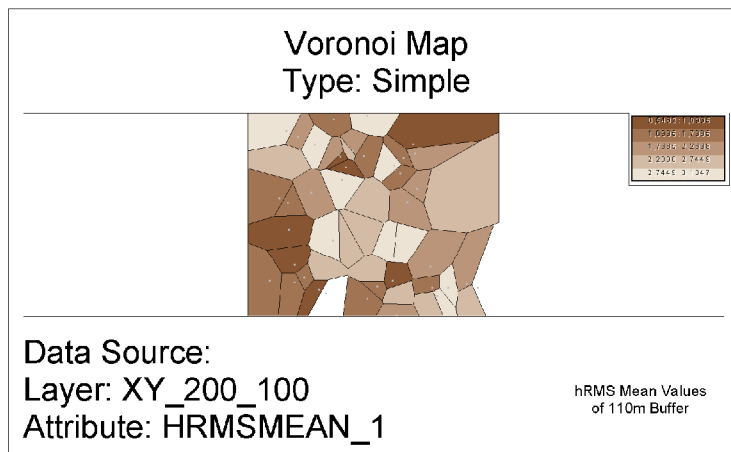 Voronoi Map
Type: Simple
Data Source:
Layer: XY_200_100
Attribute: HRMSMEAN_1
hRMS Mean Values
of 110m Buffer